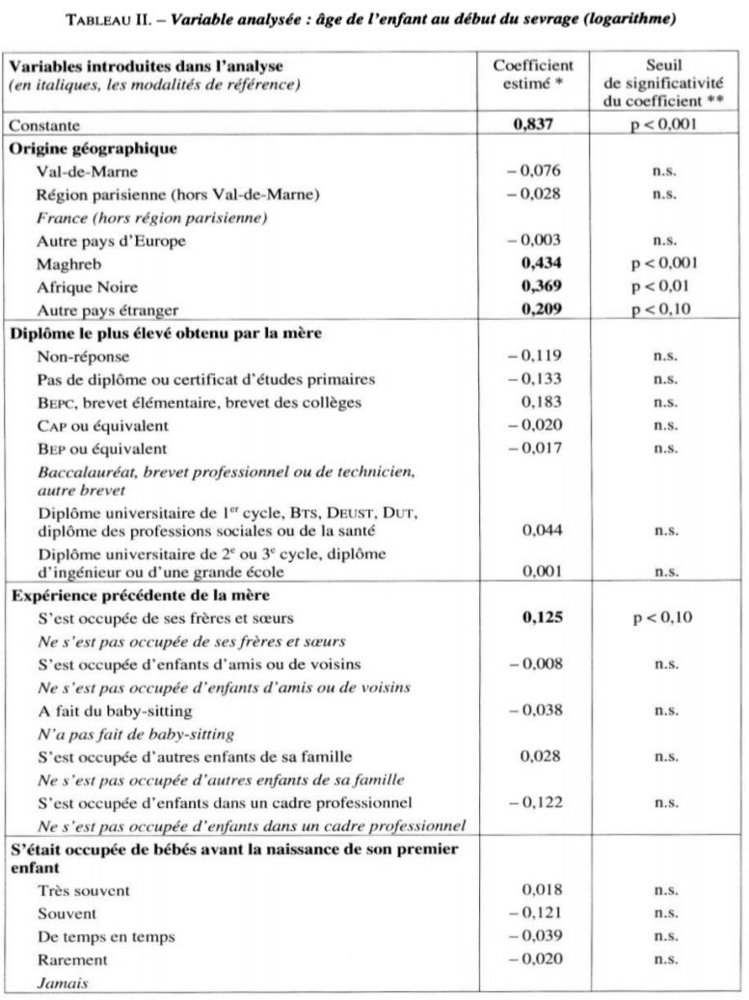 TABLEAU II. – Variable analysée : âge de l'enfant au début du sevrage (logarithme)
Variables introduites dans l'analyse Coefficient Seuil
(en italiques, les modalités de référence) estimé * de significativité
du coefficient **
Constante 0,837 p < 0,001
Origine géographique
Val-de-Marne – 0,076 n.s.
Région parisienne (hors Val-de-Marne) – 0,028 n.s.
France (hors région parisienne)
Autre pays d'Europe – 0,003 n.s.
Maghreb 0,434 p < 0,001
Afrique Noire 0,369 p < 0,01
Autre pays étranger 0,209 p < 0,10
Diplôme le plus élevé obtenu par la mère
Non-réponse – 0,119 n.s.
Pas de diplôme ou certificat d'études primaires – 0,133 n.s.
BEPC, brevet élémentaire, brevet des collèges 0,183 n.s.
CAP ou équivalent – 0,020 n.s.
BEP ou équivalent – 0,017 n.s.
Baccalauréat, brevet professionnel ou de technicien,
autre brevet
Diplôme universitaire de 1er cycle, BTS, DEUST, DUT,
diplôme des professions sociales ou de la santé 0,044 n.s.
Diplôme universitaire de 2e ou 3e cycle, diplôme
d'ingénieur ou d'une grande école 0,001 n.s.
Expérience précédente de la mère
S'est occupée de ses frères et sœurs 0,125 p < 0,10
Ne s'est pas occupée de ses frères et sœurs
S'est occupée d'enfants d'amis ou de voisins – 0,008 n.s.
Ne s'est pas occupée d'enfants d'amis ou de voisins
A fait du baby-sitting – 0,038 n.s.
N'a pas fait de baby-sitting
S'est occupée d'autres enfants de sa famille 0,028 n.s.
Ne s'est pas occupée d'autres enfants de sa famille
S'est occupée d'enfants dans un cadre professionnel – 0,122 n.s.
Ne s'est pas occupée d'enfants dans un cadre professionnel
S'était occupée de bébés avant la naissance de son premier
enfant
Très souvent 0,018 n.s.
Souvent – 0,121 n.s.
De temps en temps – 0,039 n.s.
Rarement – 0,020 n.s.
Jamais